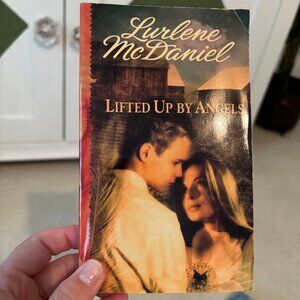 Lurlene
McDaniel
LIFTED UP BY ANGELS